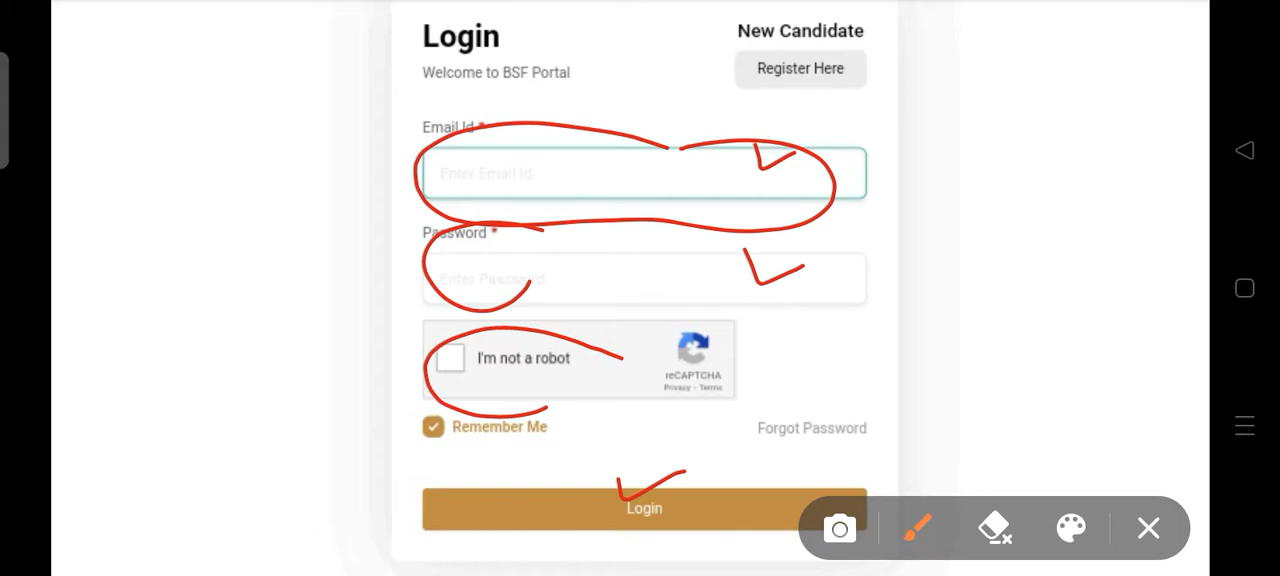 Login
New Candidate
Welcome to BSF Portal
Register Here
Email Id *
Enter Email Id
Password *
Enter Password
I'm not a robot
reCAPTCHA
Privacy - Terms
Remember Me
Forgot Password
Login